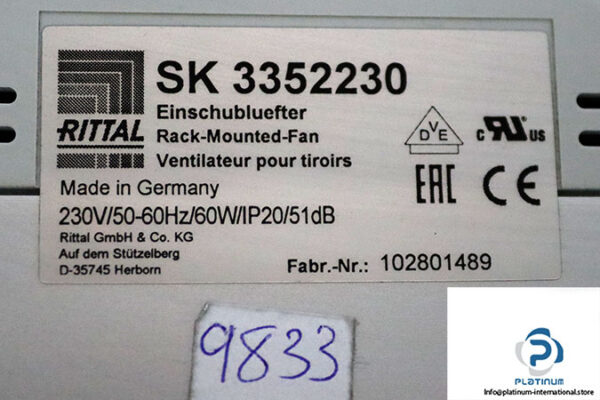 RITTAL
SK 3352230
Einschubluefter
Rack-Mounted-Fan
Ventilateur pour tiroirs
DVE
c RU US
EAC CE
Made in Germany
230V/50-60Hz/60W/IP20/51dB
Rittal GmbH & Co. KG
Auf dem Stützelberg
D-35745 Herborn
Fabr.-Nr.: 102801489
9833
PLATINUM
info@platinum-international.store